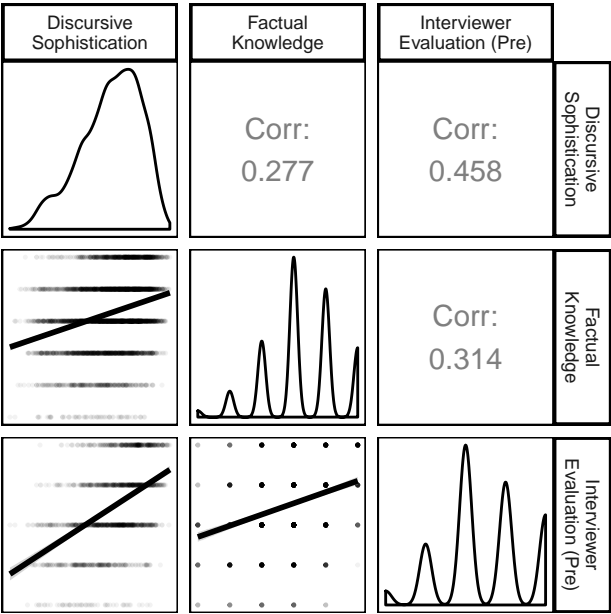 Discursive
Sophistication
Factual
Knowledge
Interviewer
Evaluation (Pre)
Corr:
0.277
Corr:
0.458
Discursive
Sophistication
Corr:
0.314
Factual
Knowledge
Interviewer
Evaluation (Pre)